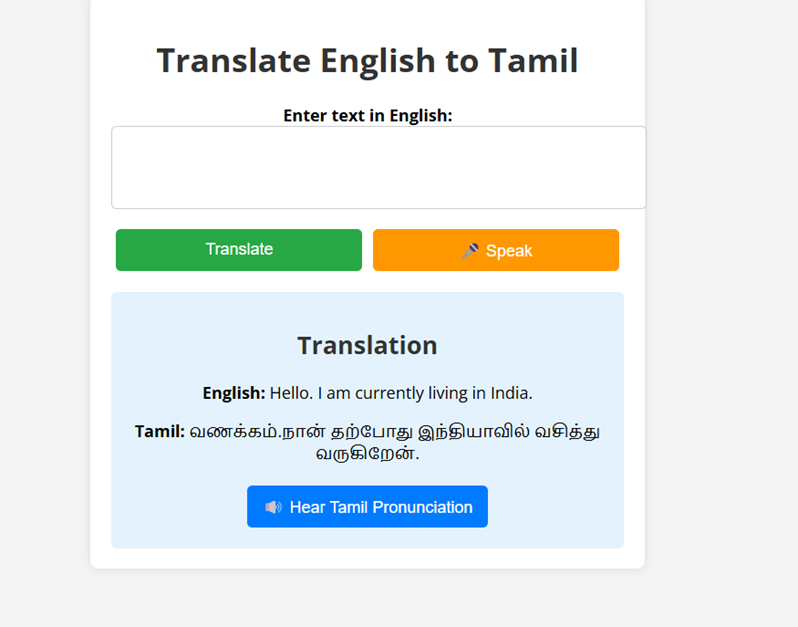 Translate English to Tamil
Enter text in English:
Translate
🎤 Speak
Translation
English: Hello. I am currently living in India.
Tamil: வணக்கம்.நான் தற்போது இந்தியாவில் வசித்து
வருகிறேன்.
🔊 Hear Tamil Pronunciation